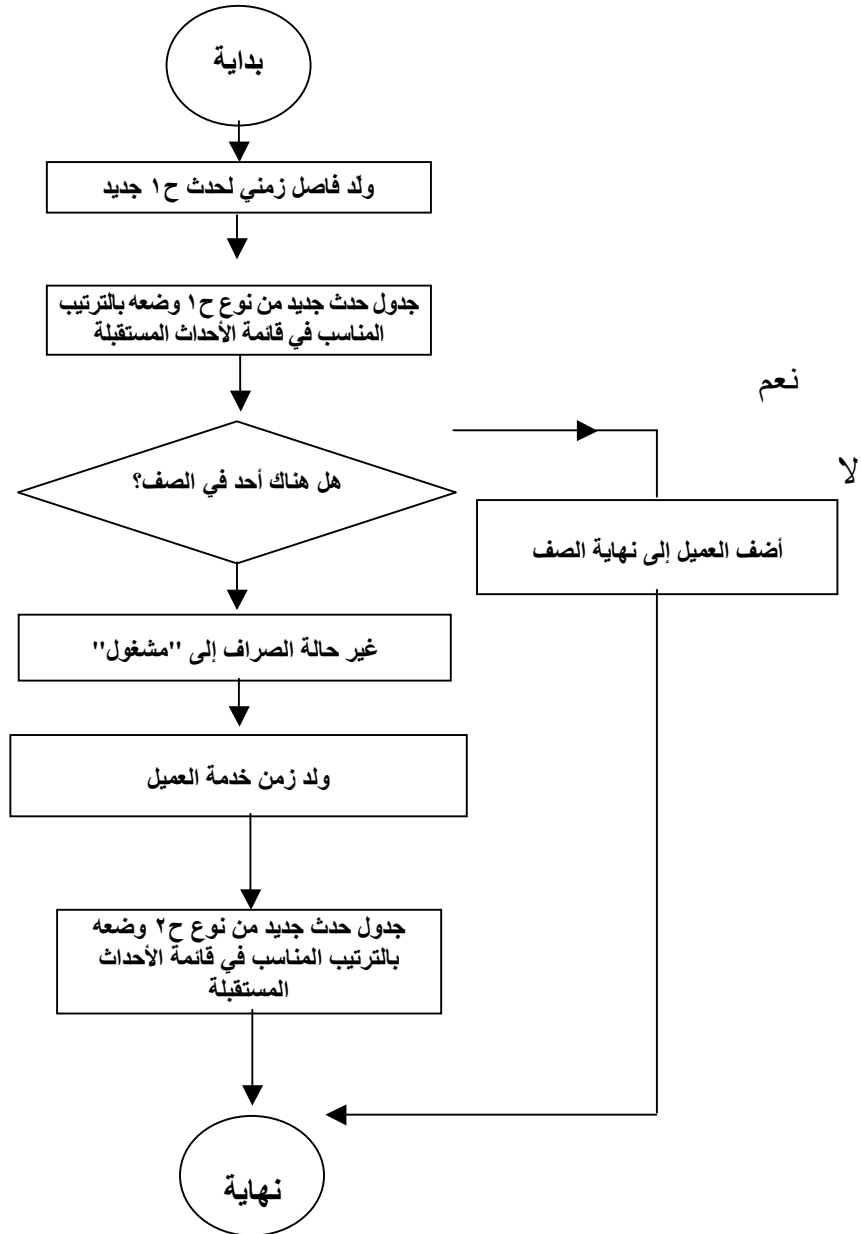 بداية
ولّد فاصل زمني لحدث ح١ جديد
جدول حدث جديد من نوع ح١ وضعه بالترتيب
المناسب في قائمة الأحداث المستقبلة
نعم
هل هناك أحد في الصف؟
لا
أضف العميل إلى نهاية الصف
غير حالة الصراف إلى "مشغول"
ولد زمن خدمة العميل
جدول حدث جديد من نوع ح٢ وضعه
بالترتيب المناسب في قائمة الأحداث
المستقبلة
نهاية